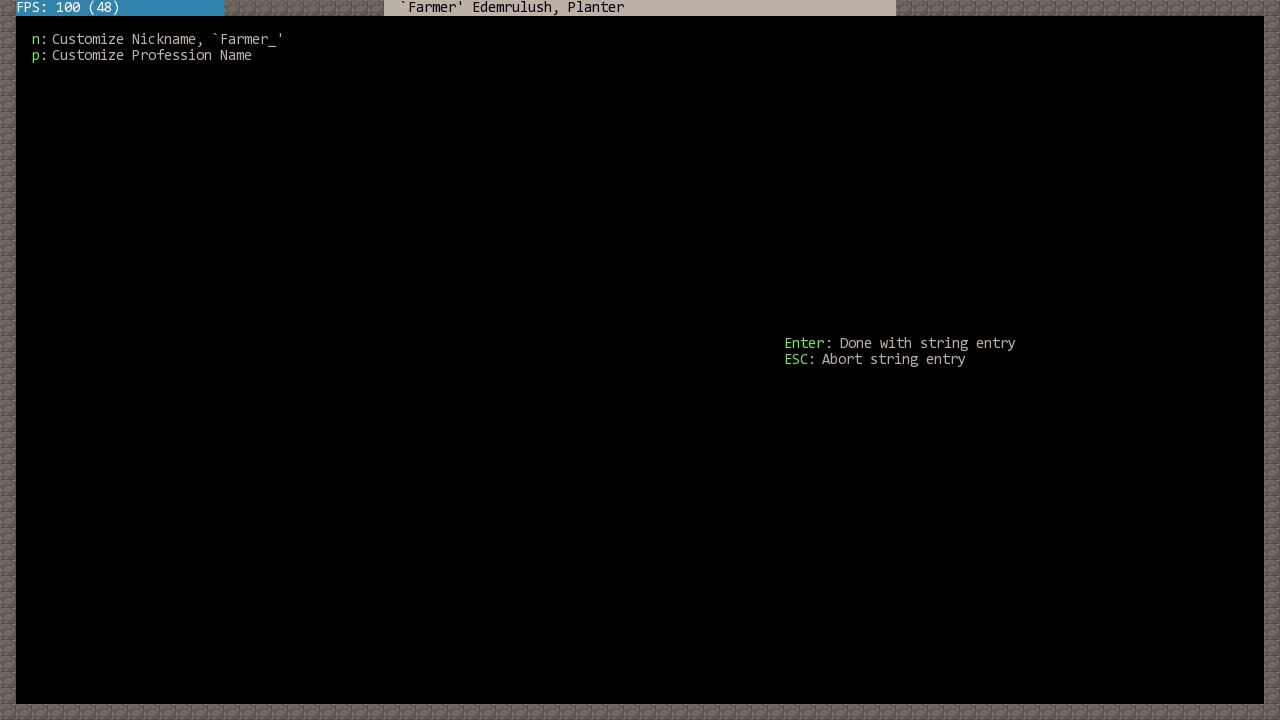 FPS: 100 (48)
`Farmer' Edemrulush, Planter
n: Customize Nickname, `Farmer_'
p: Customize Profession Name
Enter: Done with string entry
ESC: Abort string entry